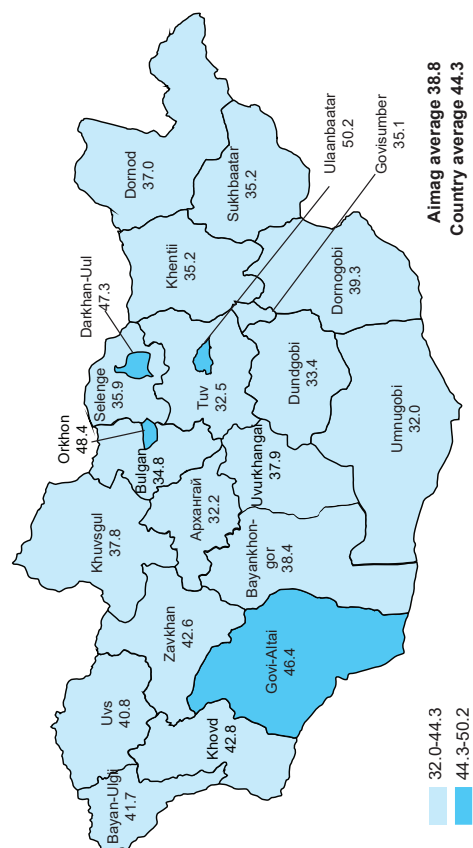 Dornod
37.0
Sukhbaatar
35.2
Khentii
35.2
Darkhan-Uul
47.3
Selenge
35.9
Orkhon
48.4
Bulgan
34.8
Khuvsgul
37.8
Ulaanbaatar
50.2
Govisumber
35.1
Tuv
32.5
Dornogobi
39.3
Dundgobi
33.4
Umnugobi
32.0
Uvurkhangai
37.9
Архангай
32.2
Bayankhon-
gor
38.4
Zavkhan
42.6
Govi-Altai
46.4
Uvs
40.8
Khovd
42.8
Bayan-Ulgii
41.7
Aimag average 38.8
Country average 44.3
32.0-44.3
44.3-50.2